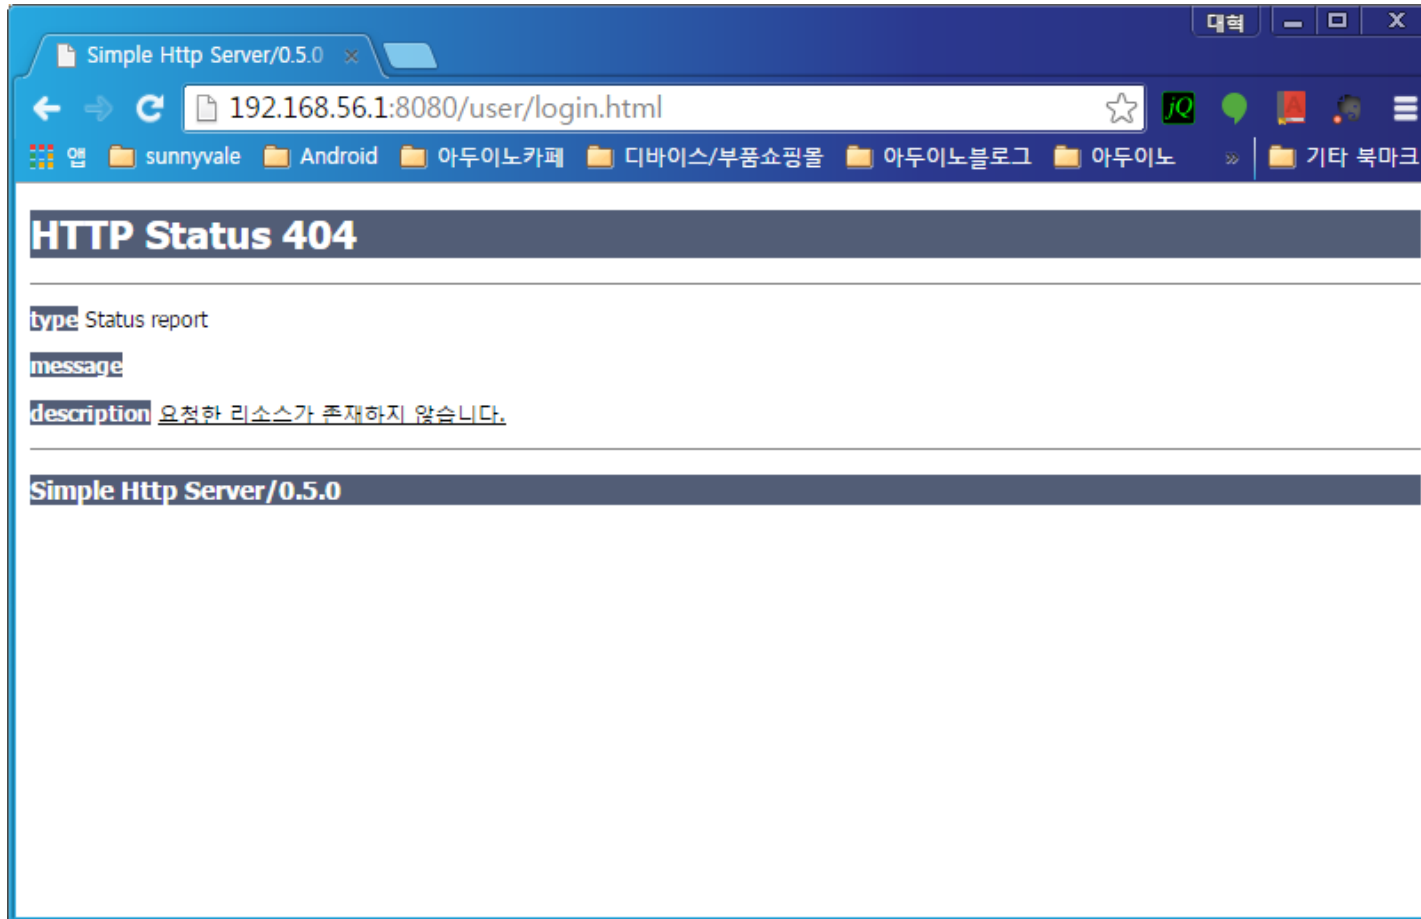 대혁
Simple Http Server/0.5.0
192.168.56.1:8080/user/login.html
jQ
앱 sunnyvale Android 아두이노카페 디바이스/부품쇼핑몰 아두이노블로그 아두이노 » 기타 북마크
HTTP Status 404
type Status report
message
description 요청한 리소스가 존재하지 않습니다.
Simple Http Server/0.5.0